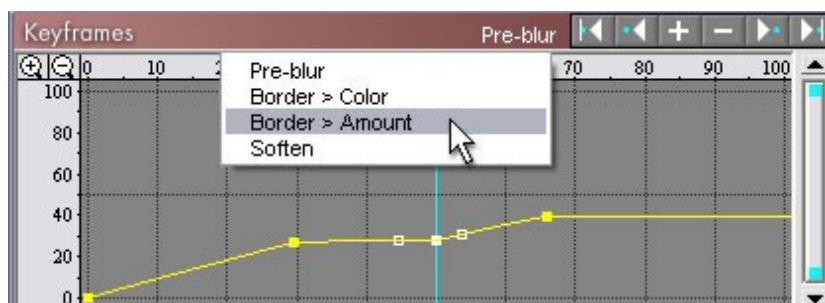 Keyframes Pre-blur
0 10 70 80 90 100
Pre-blur
Border > Color
Border > Amount
Soften
100
80
60
40
20
0